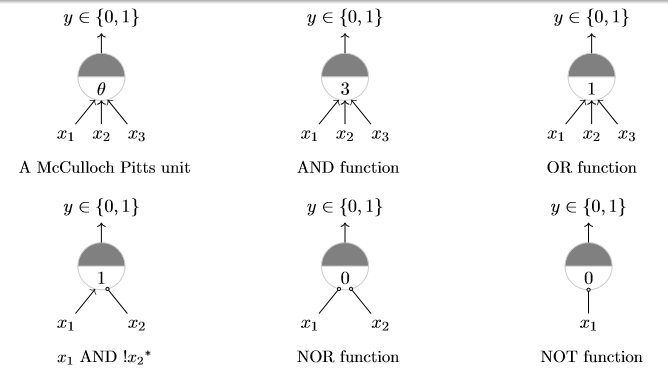 y ∈ {0, 1} y ∈ {0, 1} y ∈ {0, 1}
θ 3 1
x₁ x₂ x₃ x₁ x₂ x₃ x₁ x₂ x₃
A McCulloch Pitts unit AND function OR function
y ∈ {0, 1} y ∈ {0, 1} y ∈ {0, 1}
1 0 0
x₁ x₂ x₁ x₂ x₁
x₁ AND !x₂* NOR function NOT function